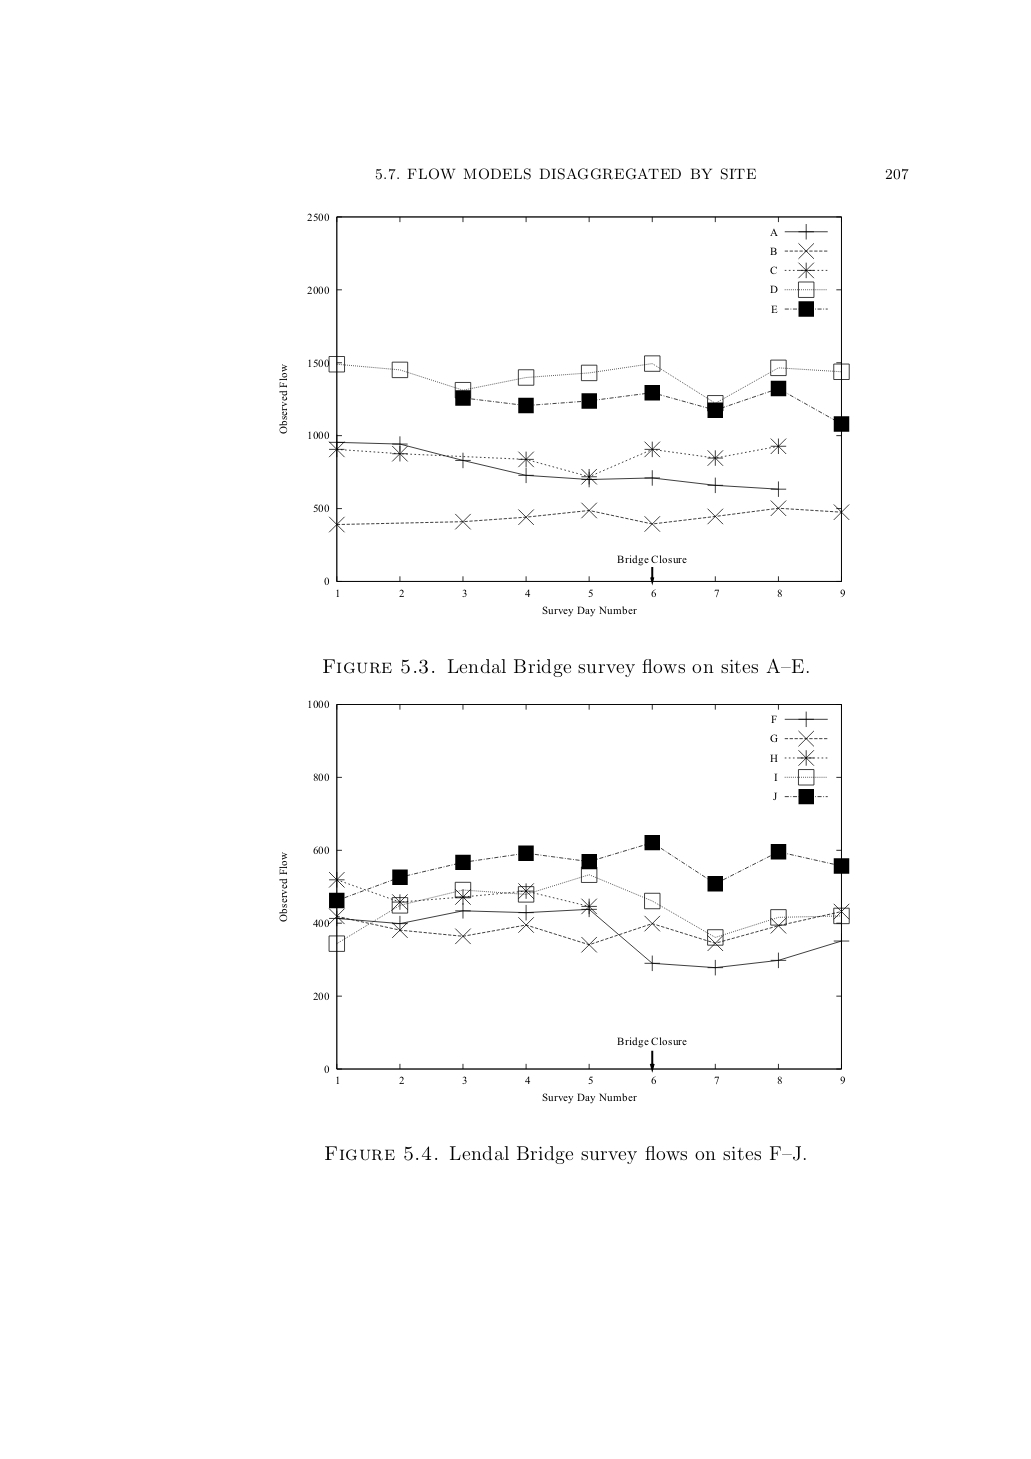 5.7. FLOW MODELS DISAGGREGATED BY SITE 207
2500
2000
1500
1000
500
0
Observed Flow
A
B
C
D
E
Bridge Closure
1 2 3 4 5 6 7 8 9
Survey Day Number
FIGURE 5.3. Lendal Bridge survey flows on sites A–E.
1000
800
600
400
200
0
Observed Flow
F
G
H
I
J
Bridge Closure
1 2 3 4 5 6 7 8 9
Survey Day Number
FIGURE 5.4. Lendal Bridge survey flows on sites F–J.